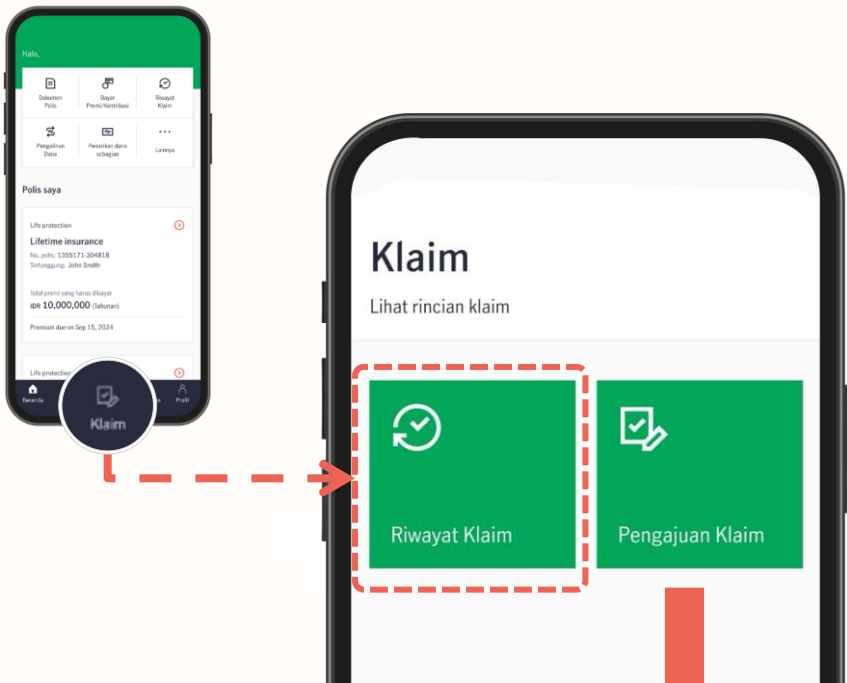 Halo,
Dokumen
Polis
Bayar
Premi/Kontribusi
Riwayat
Klaim
Pengalihan
Dana
Penarikan dana
sebagian
Lainnya
Polis saya
Life protection
Lifetime insurance
No. polis: 1355171-304818
Tertanggung: John Smith
Total premi yang harus dibayar
IDR 10,000,000 (Tahunan)
Premium due on Sep 15, 2024
Life protection
Beranda
Klaim
Profil
Klaim
Lihat rincian klaim
Riwayat Klaim
Pengajuan Klaim